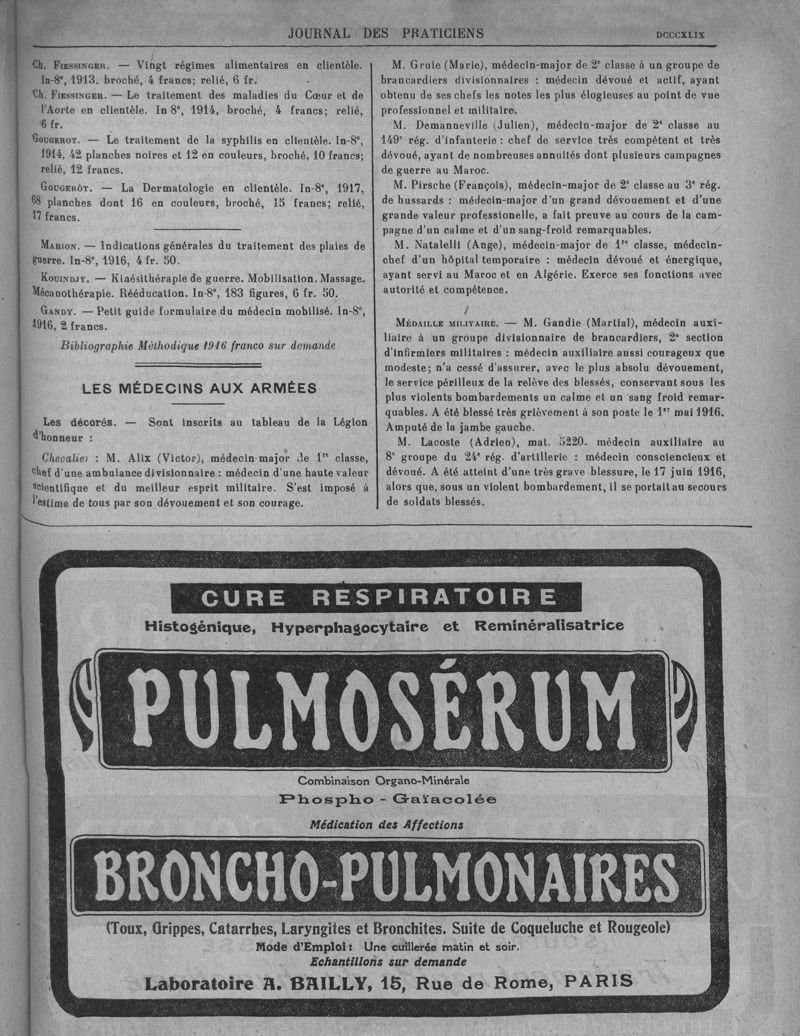 JOURNAL DES PRATICIENS
DCCCXLIX
Ch. Fiessinger. — Vingt régimes alimentaires en clientèle.
In-8°, 1913, broché, 4 francs; relié, 6 fr.
Ch. Fiessinger. — Le traitement des maladies du Cœur et de
l'Aorte en clientèle. In 8°, 1914, broché, 4 francs; relié,
6 fr.
Gougerot. — Le traitement de la syphilis en clientèle. In-8°,
1914, 42 planches noires et 12 en couleurs, broché, 10 francs;
relié, 12 francs.
Gougerot. — La Dermatologie en clientèle. In-8°, 1917,
68 planches dont 16 en couleurs, broché, 15 francs; relié,
17 francs.
Marion. — Indications générales du traitement des plaies de
guerre. In-8°, 1916, 4 fr. 50.
Kouindjy. — Kinésithérapie de guerre. Mobilisation. Massage.
Mécanothérapie. Rééducation. In-8°, 183 figures, 6 fr. 50.
Gandy. — Petit guide formulaire du médecin mobilisé. In-8°,
1916, 2 francs.
Bibliographie Méthodique 1916 franco sur demande
LES MÉDECINS AUX ARMÉES
Les décorés. — Sont inscrits au tableau de la Légion
d'honneur :
Chevalier : M. Alix (Victor), médecin-major de 1re classe,
chef d'une ambulance divisionnaire : médecin d'une haute valeur
scientifique et du meilleur esprit militaire. S'est imposé à
l'estime de tous par son dévouement et son courage.
M. Gruie (Marie), médecin-major de 2e classe à un groupe de
brancardiers divisionnaires : médecin dévoué et actif, ayant
obtenu de ses chefs les notes les plus élogieuses au point de vue
professionnel et militaire.
M. Demanneville (Julien), médecin-major de 2e classe au
149e rég. d'infanterie : chef de service très compétent et très
dévoué, ayant de nombreuses annuités dont plusieurs campagnes
de guerre au Maroc.
M. Pirsche (François), médecin-major de 2e classe au 3e rég.
de hussards : médecin-major d'un grand dévouement et d'une
grande valeur professionelle, a fait preuve au cours de la cam-
pagne d'un calme et d'un sang-froid remarquables.
M. Natalelli (Ange), médecin-major de 1re classe, médecin-
chef d'un hôpital temporaire : médecin dévoué et énergique,
ayant servi au Maroc et en Algérie. Exerce ses fonctions avec
autorité et compétence.
Médaille militaire. — M. Gandie (Martial), médecin auxi-
liaire à un groupe divisionnaire de brancardiers, 2e section
d'infirmiers militaires : médecin auxiliaire aussi courageux que
modeste; n'a cessé d'assurer, avec le plus absolu dévouement,
le service périlleux de la relève des blessés, conservant sous les
plus violents bombardements un calme et un sang froid remar-
quables. A été blessé très grièvement à son poste le 1er mai 1916.
Amputé de la jambe gauche.
M. Lacoste (Adrien), mat. 5220. médecin auxiliaire au
8e groupe du 24e rég. d'artillerie : médecin consciencieux et
dévoué. A été atteint d'une très grave blessure, le 17 juin 1916,
alors que, sous un violent bombardement, il se portait au secours
de soldats blessés.
CURE RESPIRATOIRE
Histogénique, Hyperphagocytaire et Reminéralisatrice
PULMOSÉRUM
Combinaison Organo-Minérale
Phospho - Gaïacolée
Médication des Affections
BRONCHO-PULMONAIRES
(Toux, Grippes, Catarrhes, Laryngites et Bronchites. Suite de Coqueluche et Rougeole)
Mode d'Emploi: Une cuillerée matin et soir.
Echantillons sur demande
Laboratoire A. BAILLY, 15, Rue de Rome, PARIS